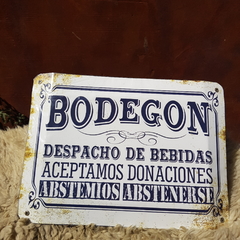 BODEGON
DESPACHO DE BEBIDAS
ACEPTAMOS DONACIONES
ABSTEMIOS ABSTENERSE